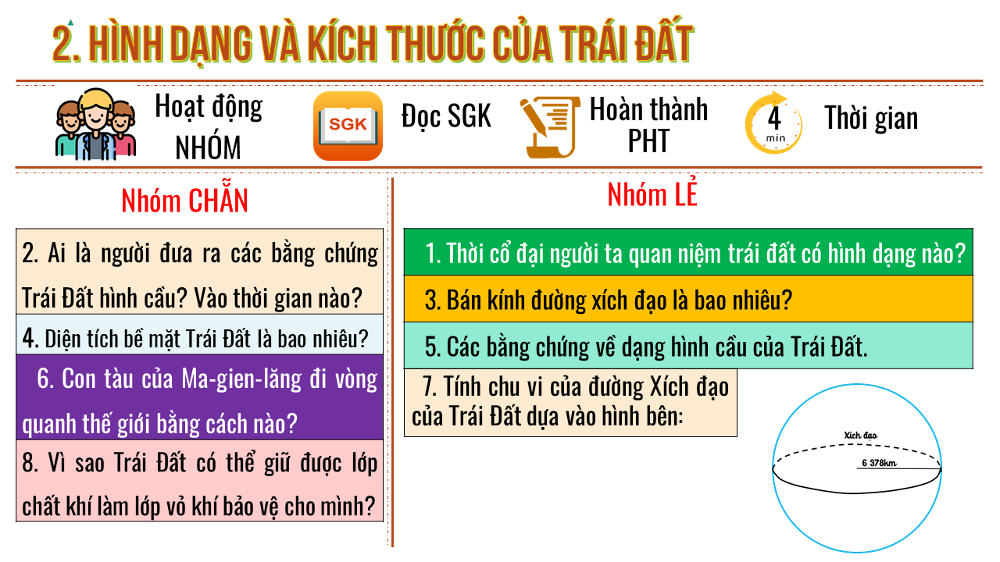 2. HÌNH DẠNG VÀ KÍCH THƯỚC CỦA TRÁI ĐẤT
Hoạt động
NHÓM
SGK
Đọc SGK
Hoàn thành
PHT
4
min
Thời gian
Nhóm CHẴN
2. Ai là người đưa ra các bằng chứng
Trái Đất hình cầu? Vào thời gian nào?
4. Diện tích bề mặt Trái Đất là bao nhiêu?
6. Con tàu của Ma-gien-lăng đi vòng
quanh thế giới bằng cách nào?
8. Vì sao Trái Đất có thể giữ được lớp
chất khí làm lớp vỏ khí bảo vệ cho mình?
Nhóm LẺ
1. Thời cổ đại người ta quan niệm trái đất có hình dạng nào?
3. Bán kính đường xích đạo là bao nhiêu?
5. Các bằng chứng về dạng hình cầu của Trái Đất.
7. Tính chu vi của đường Xích đạo
của Trái Đất dựa vào hình bên:
Xích đạo
6 378km